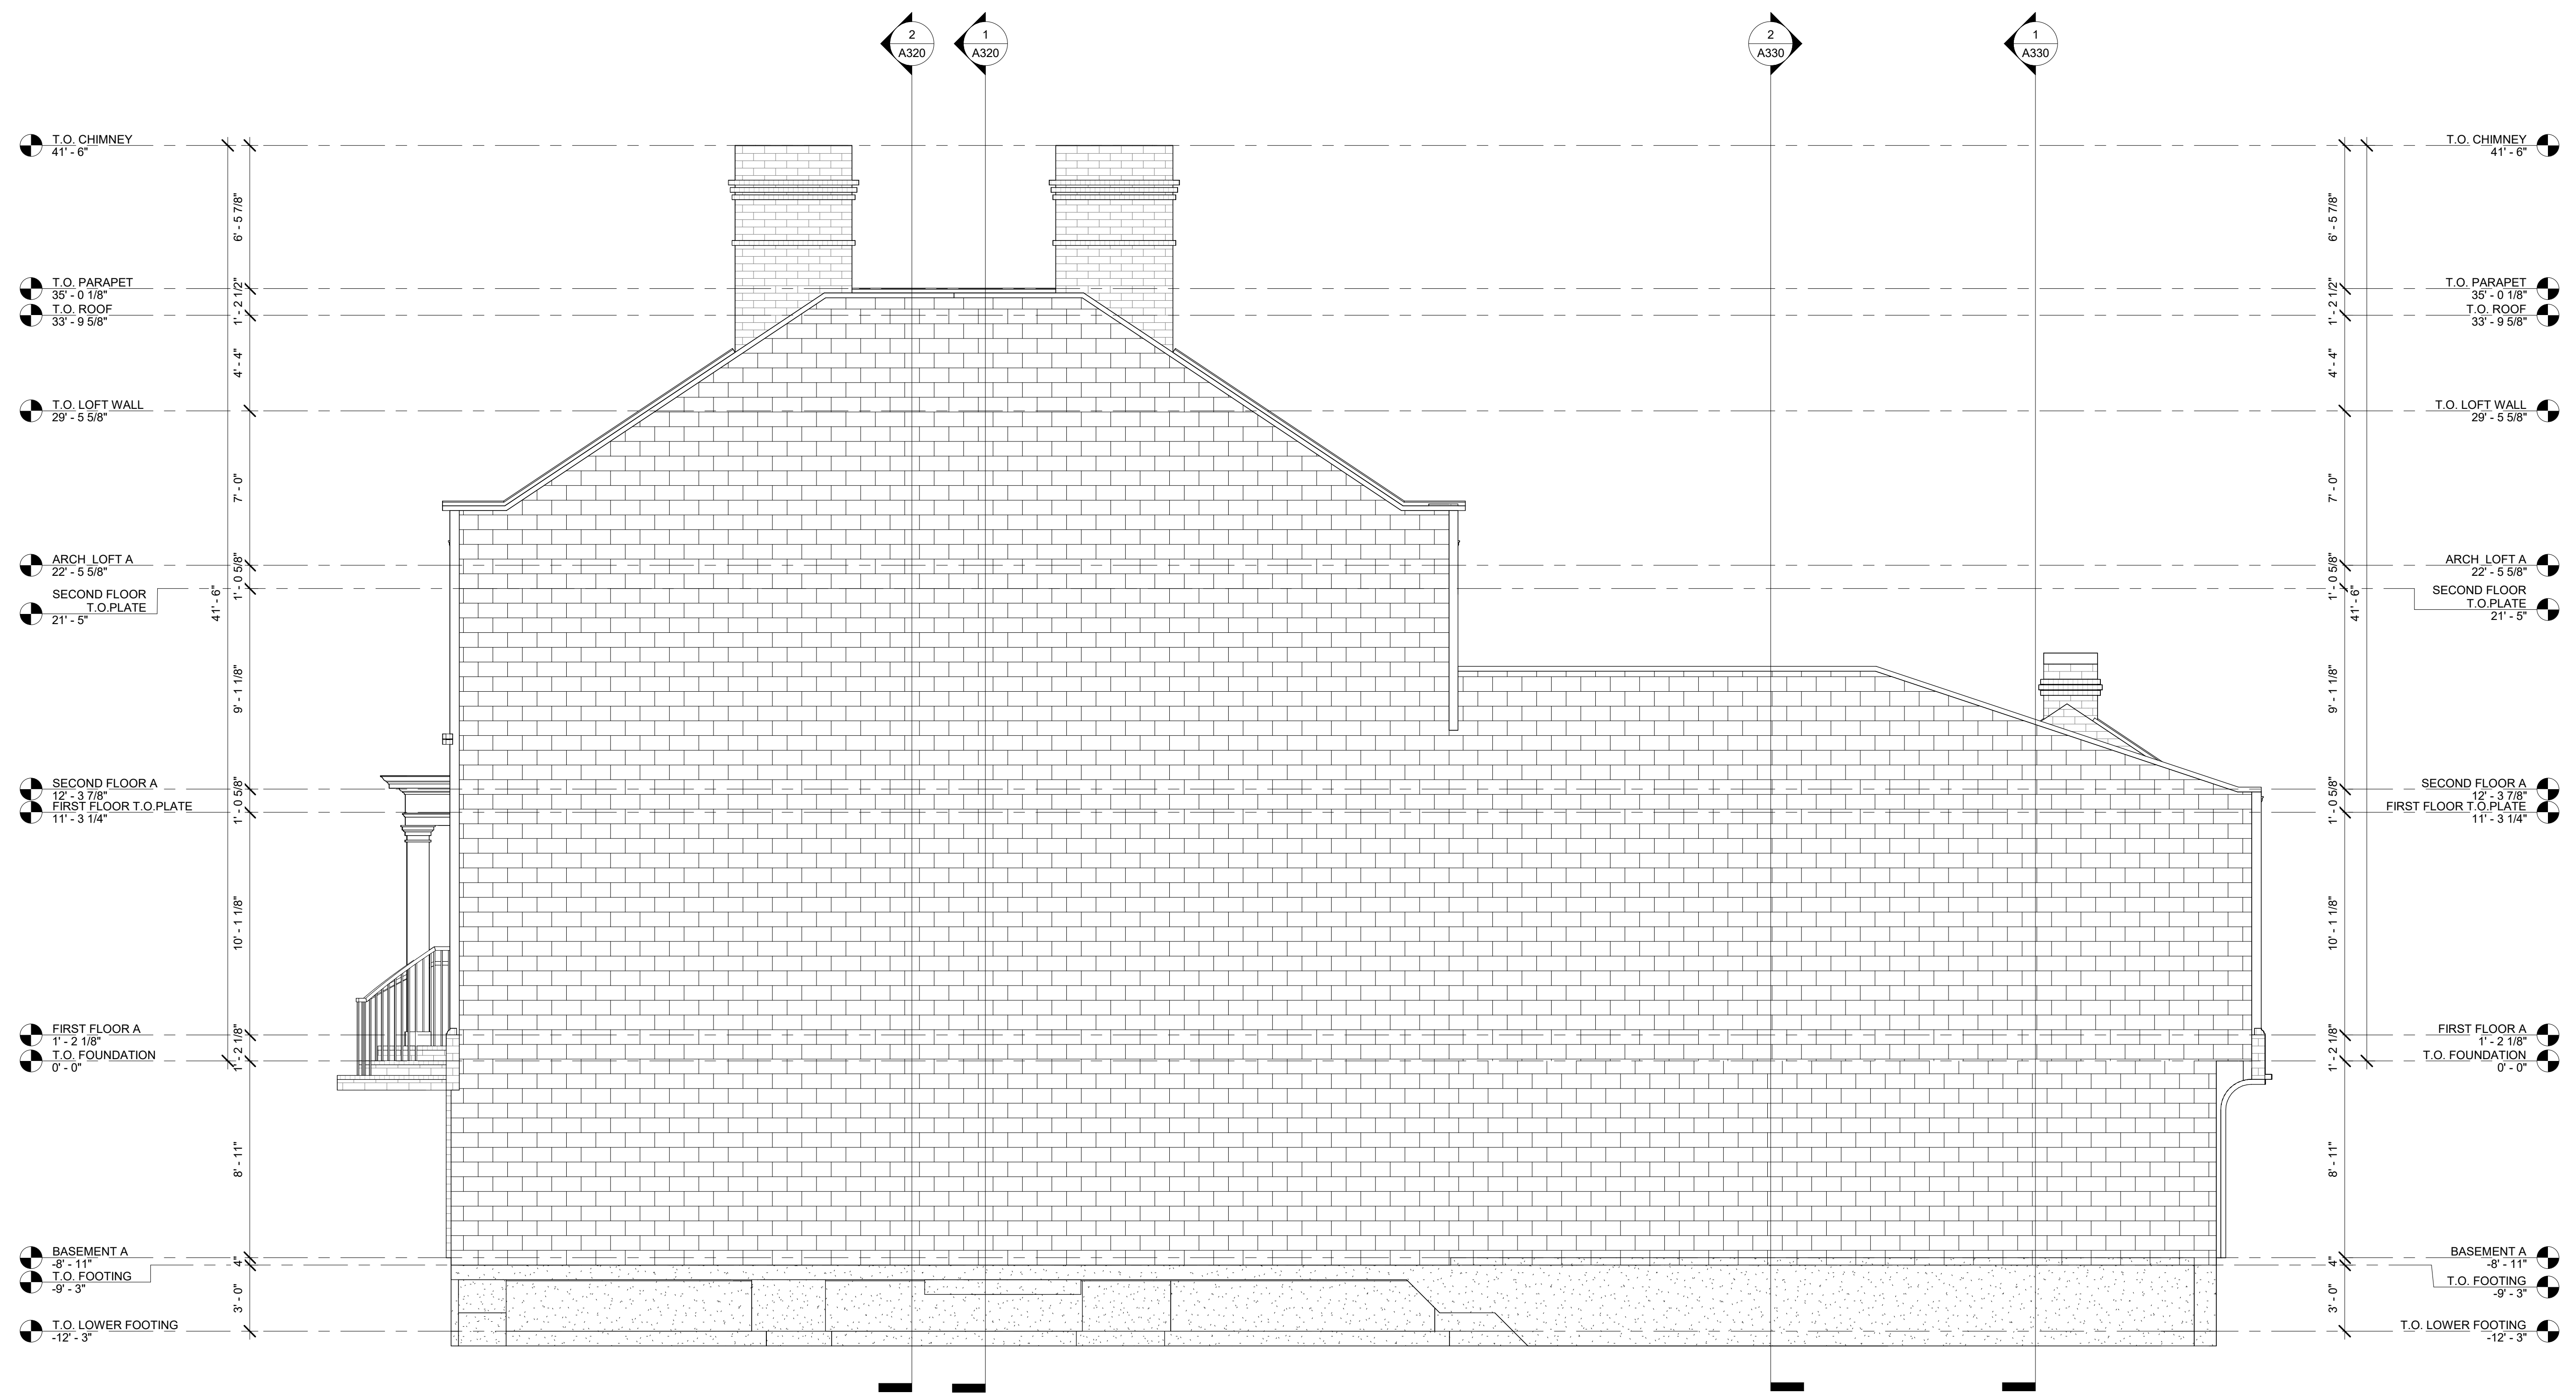 2
A320
1
A320
2
A330
1
A330
T.O. CHIMNEY
41' - 6"
T.O. PARAPET
35' - 0 1/8"
T.O. ROOF
33' - 9 5/8"
T.O. LOFT WALL
29' - 5 5/8"
ARCH LOFT A
22' - 5 5/8"
SECOND FLOOR
T.O.PLATE
21' - 5"
SECOND FLOOR A
12' - 3 7/8"
FIRST FLOOR T.O.PLATE
11' - 3 1/4"
FIRST FLOOR A
1' - 2 1/8"
T.O. FOUNDATION
0' - 0"
BASEMENT A
-8' - 11"
T.O. FOOTING
-9' - 3"
T.O. LOWER FOOTING
-12' - 3"
41' - 6"
6' - 5 7/8"
1' - 2 1/2"
4' - 4"
7' - 0"
1' - 0 5/8"
9' - 1 1/8"
1' - 0 5/8"
10' - 1 1/8"
1' - 2 1/8"
8' - 11"
4"
3' - 0"
6' - 5 7/8"
1' - 2 1/2"
4' - 4"
7' - 0"
1' - 0 5/8"
9' - 1 1/8"
1' - 0 5/8"
10' - 1 1/8"
1' - 2 1/8"
8' - 11"
4"
3' - 0"
41' - 6"
T.O. CHIMNEY
41' - 6"
T.O. PARAPET
35' - 0 1/8"
T.O. ROOF
33' - 9 5/8"
T.O. LOFT WALL
29' - 5 5/8"
ARCH LOFT A
22' - 5 5/8"
SECOND FLOOR
T.O.PLATE
21' - 5"
SECOND FLOOR A
12' - 3 7/8"
FIRST FLOOR T.O.PLATE
11' - 3 1/4"
FIRST FLOOR A
1' - 2 1/8"
T.O. FOUNDATION
0' - 0"
BASEMENT A
-8' - 11"
T.O. FOOTING
-9' - 3"
T.O. LOWER FOOTING
-12' - 3"